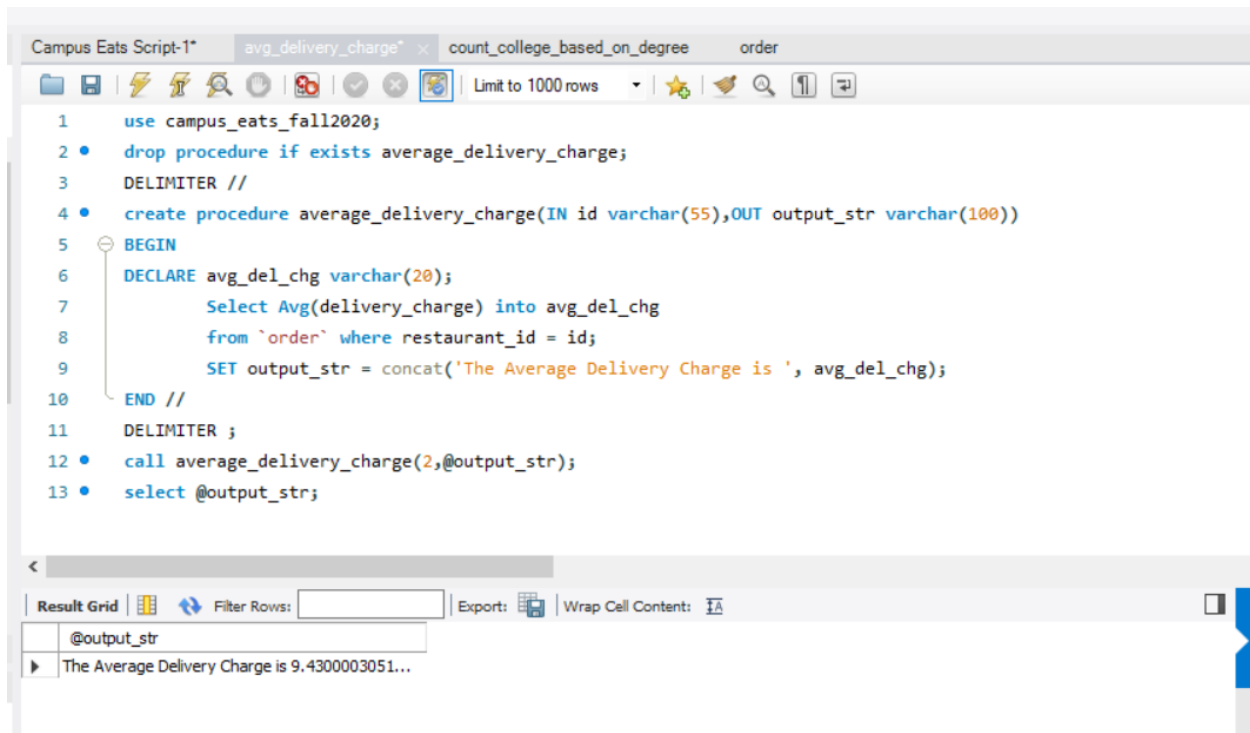 Campus Eats Script-1* avg_delivery_charge* × count_college_based_on_degree order
Limit to 1000 rows
1 use campus_eats_fall2020;
2 drop procedure if exists average_delivery_charge;
3 DELIMITER //
4 create procedure average_delivery_charge(IN id varchar(55),OUT output_str varchar(100))
5 BEGIN
6 DECLARE avg_del_chg varchar(20);
7 Select Avg(delivery_charge) into avg_del_chg
8 from `order` where restaurant_id = id;
9 SET output_str = concat('The Average Delivery Charge is ', avg_del_chg);
10 END //
11 DELIMITER ;
12 call average_delivery_charge(2,@output_str);
13 select @output_str;
Result Grid Filter Rows: Export: Wrap Cell Content:
@output_str
The Average Delivery Charge is 9.4300003051...